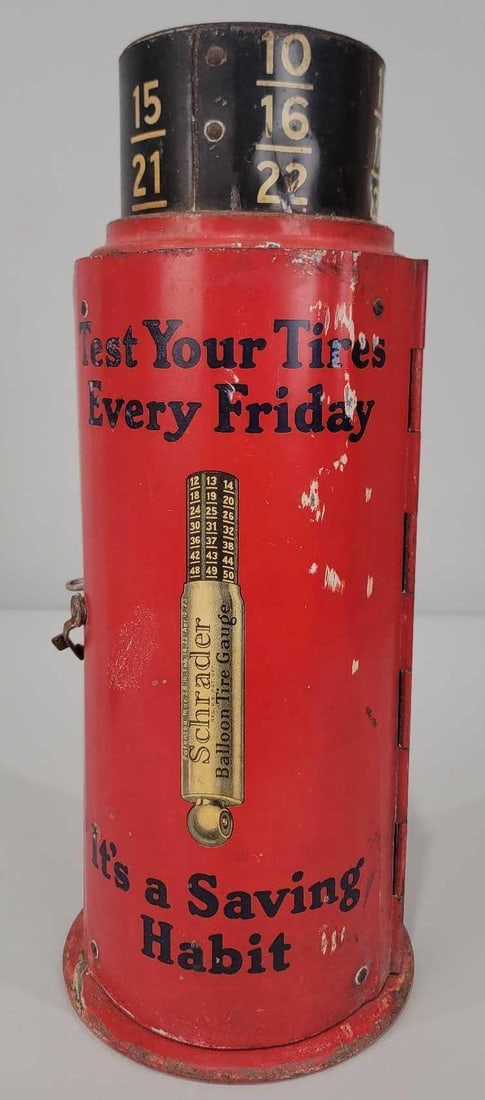 10
15 16
21 22
Test Your Tires
Every Friday
12 13 14
18 19 20
24 25 26
30 31 32
36 37 38
42 43 44
48 49 50
Schrader
Balloon Tire Gauge
It's a Saving
Habit